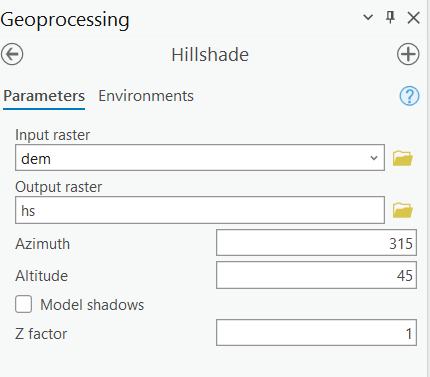 Geoprocessing
Hillshade
Parameters Environments
Input raster
dem
Output raster
hs
Azimuth 315
Altitude 45
Model shadows
Z factor 1